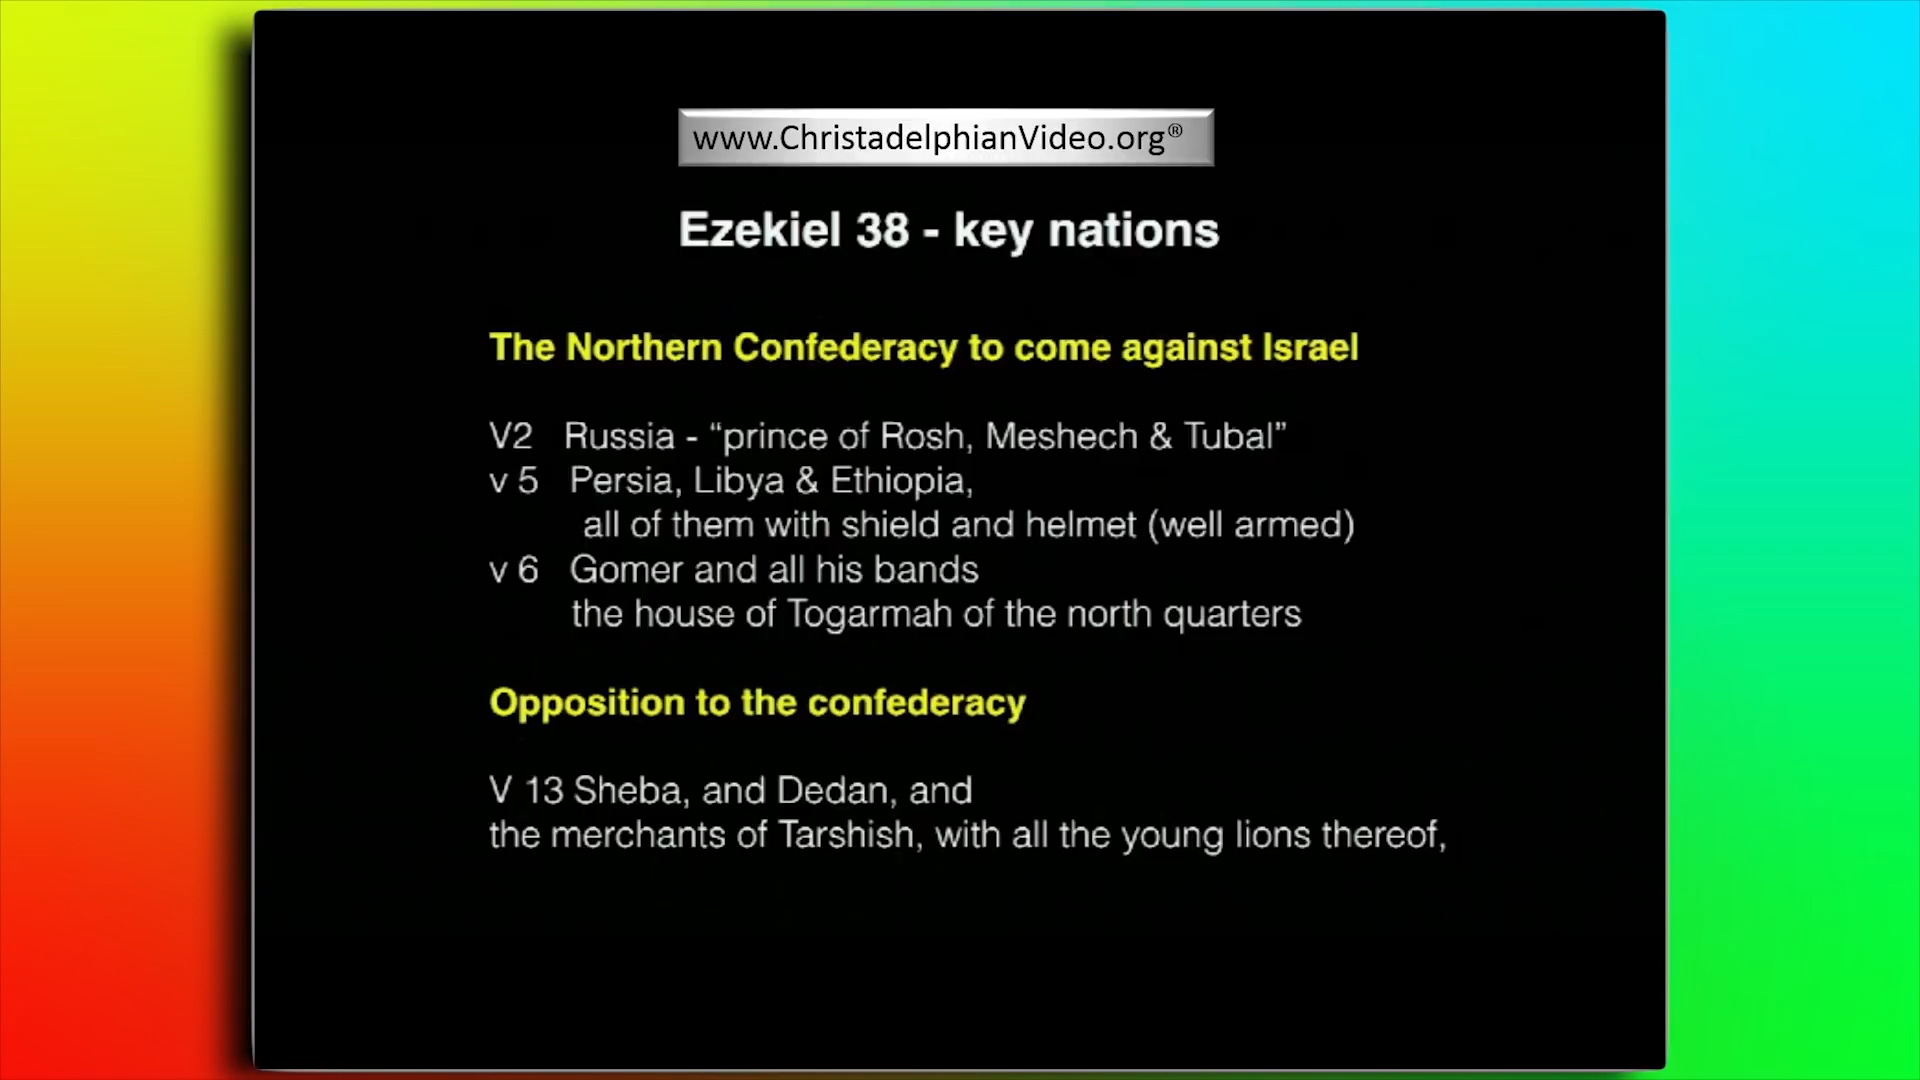 www.ChristadelphianVideo.org®
Ezekiel 38 - key nations
The Northern Confederacy to come against Israel
V2 Russia - “prince of Rosh, Meshech & Tubal”
v 5 Persia, Libya & Ethiopia,
all of them with shield and helmet (well armed)
v 6 Gomer and all his bands
the house of Togarmah of the north quarters
Opposition to the confederacy
V 13 Sheba, and Dedan, and
the merchants of Tarshish, with all the young lions thereof,